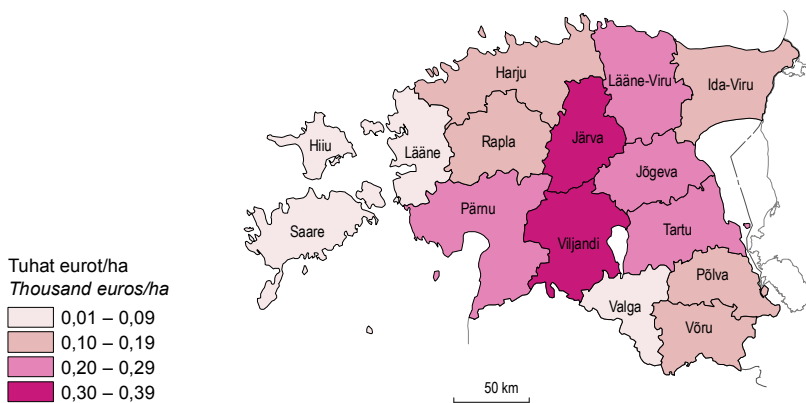 Harju
Lääne-Viru
Ida-Viru
Hiiu
Lääne
Rapla
Järva
Jõgeva
Saare
Pärnu
Viljandi
Tartu
Valga
Põlva
Võru
Tuhat eurot/ha
Thousand euros/ha
0,01 – 0,09
0,10 – 0,19
0,20 – 0,29
0,30 – 0,39
50 km